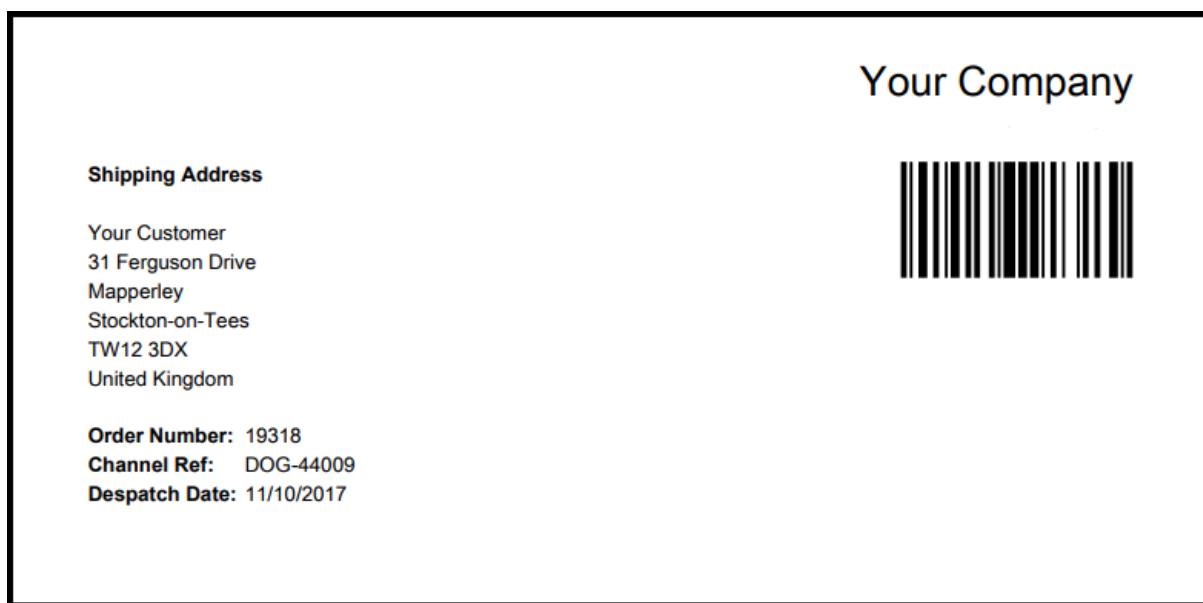 Your Company
Shipping Address
Your Customer
31 Ferguson Drive
Mapperley
Stockton-on-Tees
TW12 3DX
United Kingdom
Order Number: 19318
Channel Ref: DOG-44009
Despatch Date: 11/10/2017